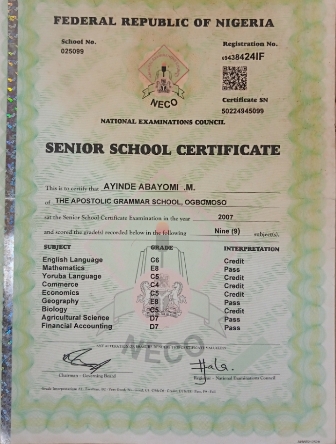 FEDERAL REPUBLIC OF NIGERIA
School No. Registration No.
025099 438424IF
NECO
Certificate SN
50224945099
NATIONAL EXAMINATIONS COUNCIL
SENIOR SCHOOL CERTIFICATE
This is to certify that AYINDE ABAYOMI .M.
of THE APOSTOLIC GRAMMAR SCHOOL, OGBOMOSO
sat the Senior School Certificate Examination in the year 2007
and scored the grade(s) recorded below in the following Nine (9) subject(s).
SUBJECT GRADE INTERPRETATION
English Language C6 Credit
Mathematics E8 Pass
Yoruba Language C5 Credit
Commerce C4 Credit
Economics C5 Credit
Geography E8 Pass
Biology C5 Credit
Agricultural Science D7 Pass
Financial Accounting D7 Pass
NECO
Chairman - Governing Board Registrar - National Examinations Council